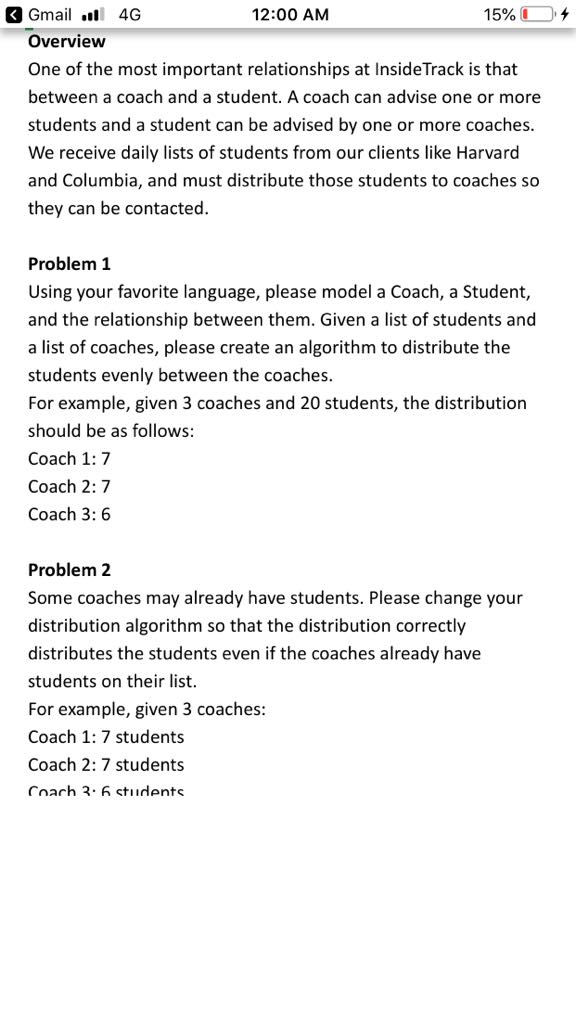 Gmail 4G 12:00 AM 15%
Overview
One of the most important relationships at InsideTrack is that
between a coach and a student. A coach can advise one or more
students and a student can be advised by one or more coaches.
We receive daily lists of students from our clients like Harvard
and Columbia, and must distribute those students to coaches so
they can be contacted.
Problem 1
Using your favorite language, please model a Coach, a Student,
and the relationship between them. Given a list of students and
a list of coaches, please create an algorithm to distribute the
students evenly between the coaches.
For example, given 3 coaches and 20 students, the distribution
should be as follows:
Coach 1: 7
Coach 2: 7
Coach 3: 6
Problem 2
Some coaches may already have students. Please change your
distribution algorithm so that the distribution correctly
distributes the students even if the coaches already have
students on their list.
For example, given 3 coaches:
Coach 1: 7 students
Coach 2: 7 students
Coach 3: 6 students